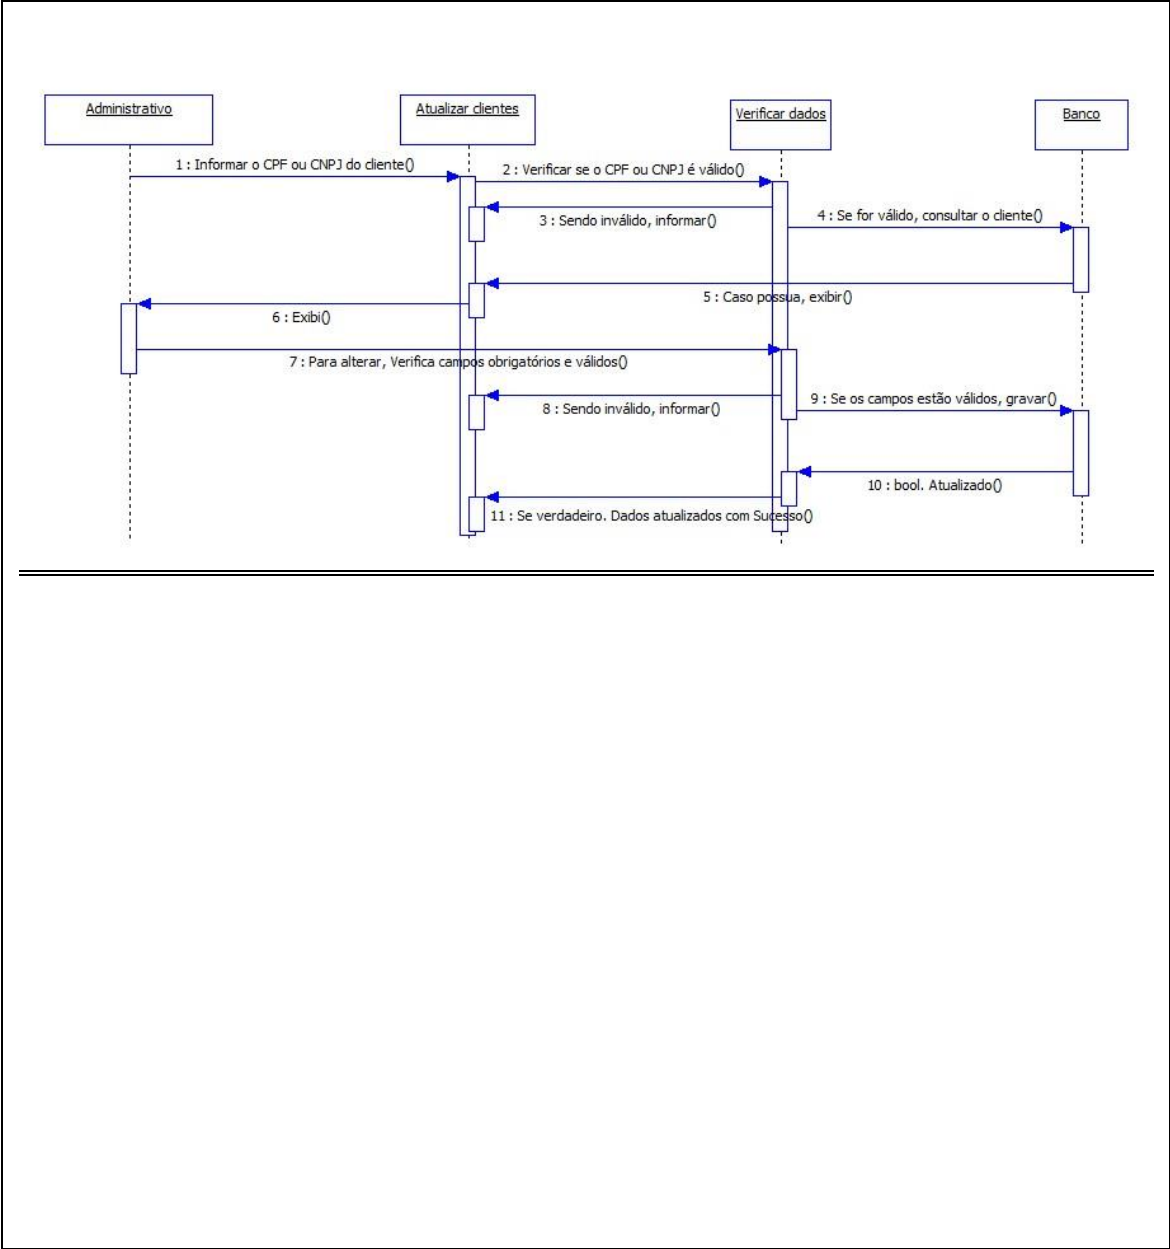 Administrativo
Atualizar clientes
Verificar dados
Banco
1 : Informar o CPF ou CNPJ do cliente()
2 : Verificar se o CPF ou CNPJ é válido()
3 : Sendo inválido, informar()
4 : Se for válido, consultar o cliente()
5 : Caso possua, exibir()
6 : Exibi()
7 : Para alterar, Verifica campos obrigatórios e válidos()
8 : Sendo inválido, informar()
9 : Se os campos estão válidos, gravar()
10 : bool. Atualizado()
11 : Se verdadeiro. Dados atualizados com Sucesso()